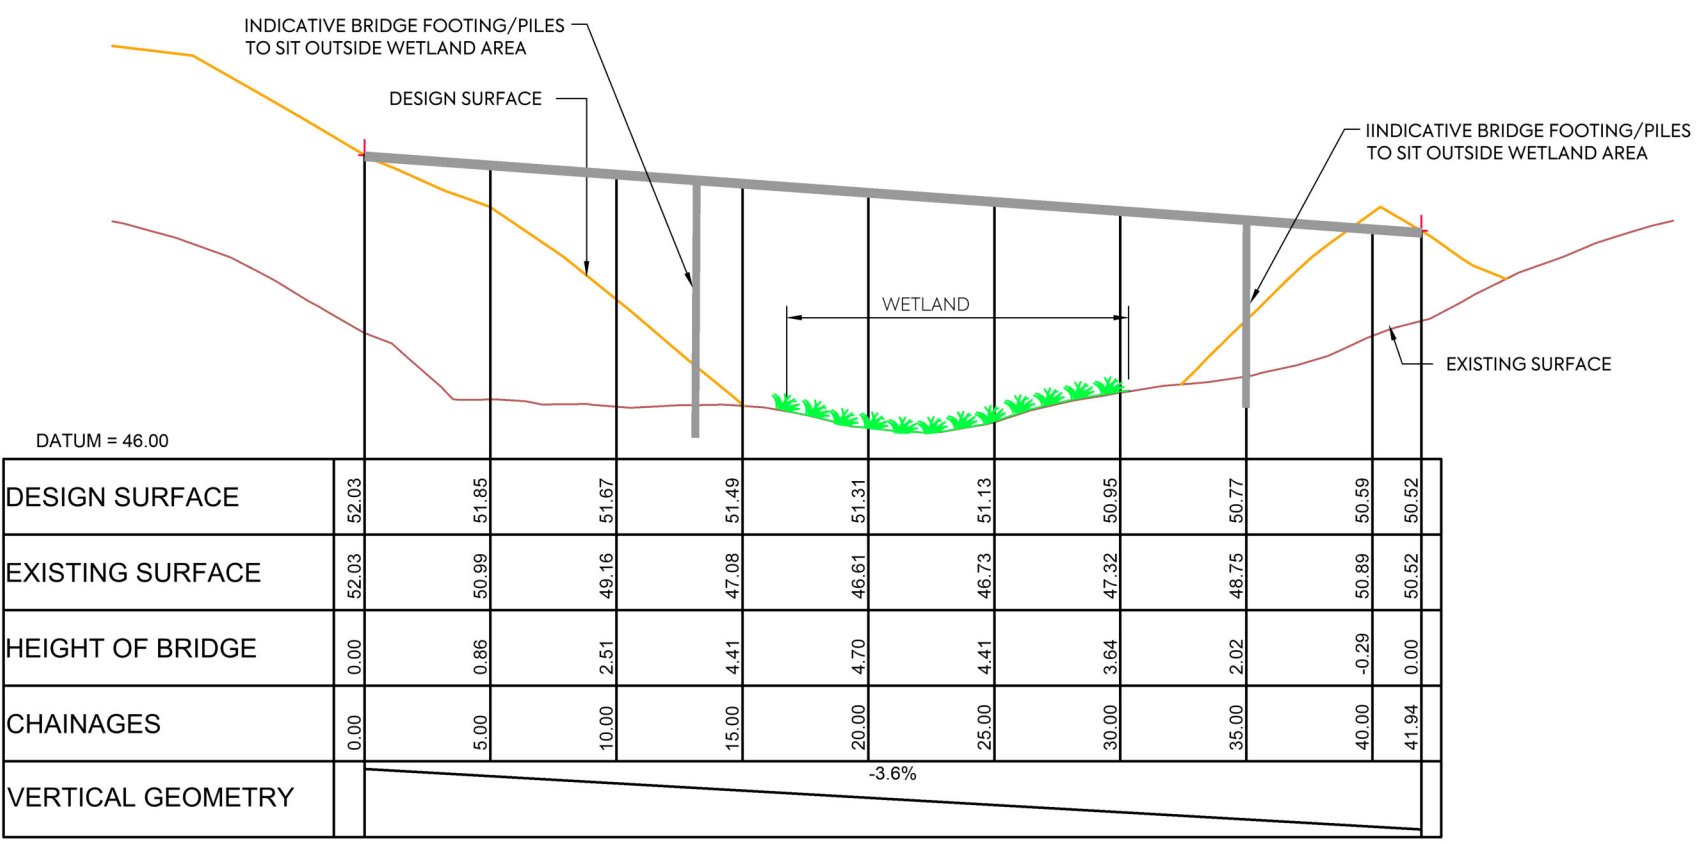 INDICATIVE BRIDGE FOOTING/PILES
TO SIT OUTSIDE WETLAND AREA
DESIGN SURFACE
IINDICATIVE BRIDGE FOOTING/PILES
TO SIT OUTSIDE WETLAND AREA
WETLAND
EXISTING SURFACE
DATUM = 46.00
DESIGN SURFACE 52.03 51.85 51.67 51.49 51.31 51.13 50.95 50.77 50.59 50.52
EXISTING SURFACE 52.03 50.99 49.16 47.08 46.61 46.73 47.32 48.75 50.89 50.52
HEIGHT OF BRIDGE 0.00 0.86 2.51 4.41 4.70 4.41 3.64 2.02 -0.29 0.00
CHAINAGES 0.00 5.00 10.00 15.00 20.00 25.00 30.00 35.00 40.00 41.94
VERTICAL GEOMETRY -3.6%